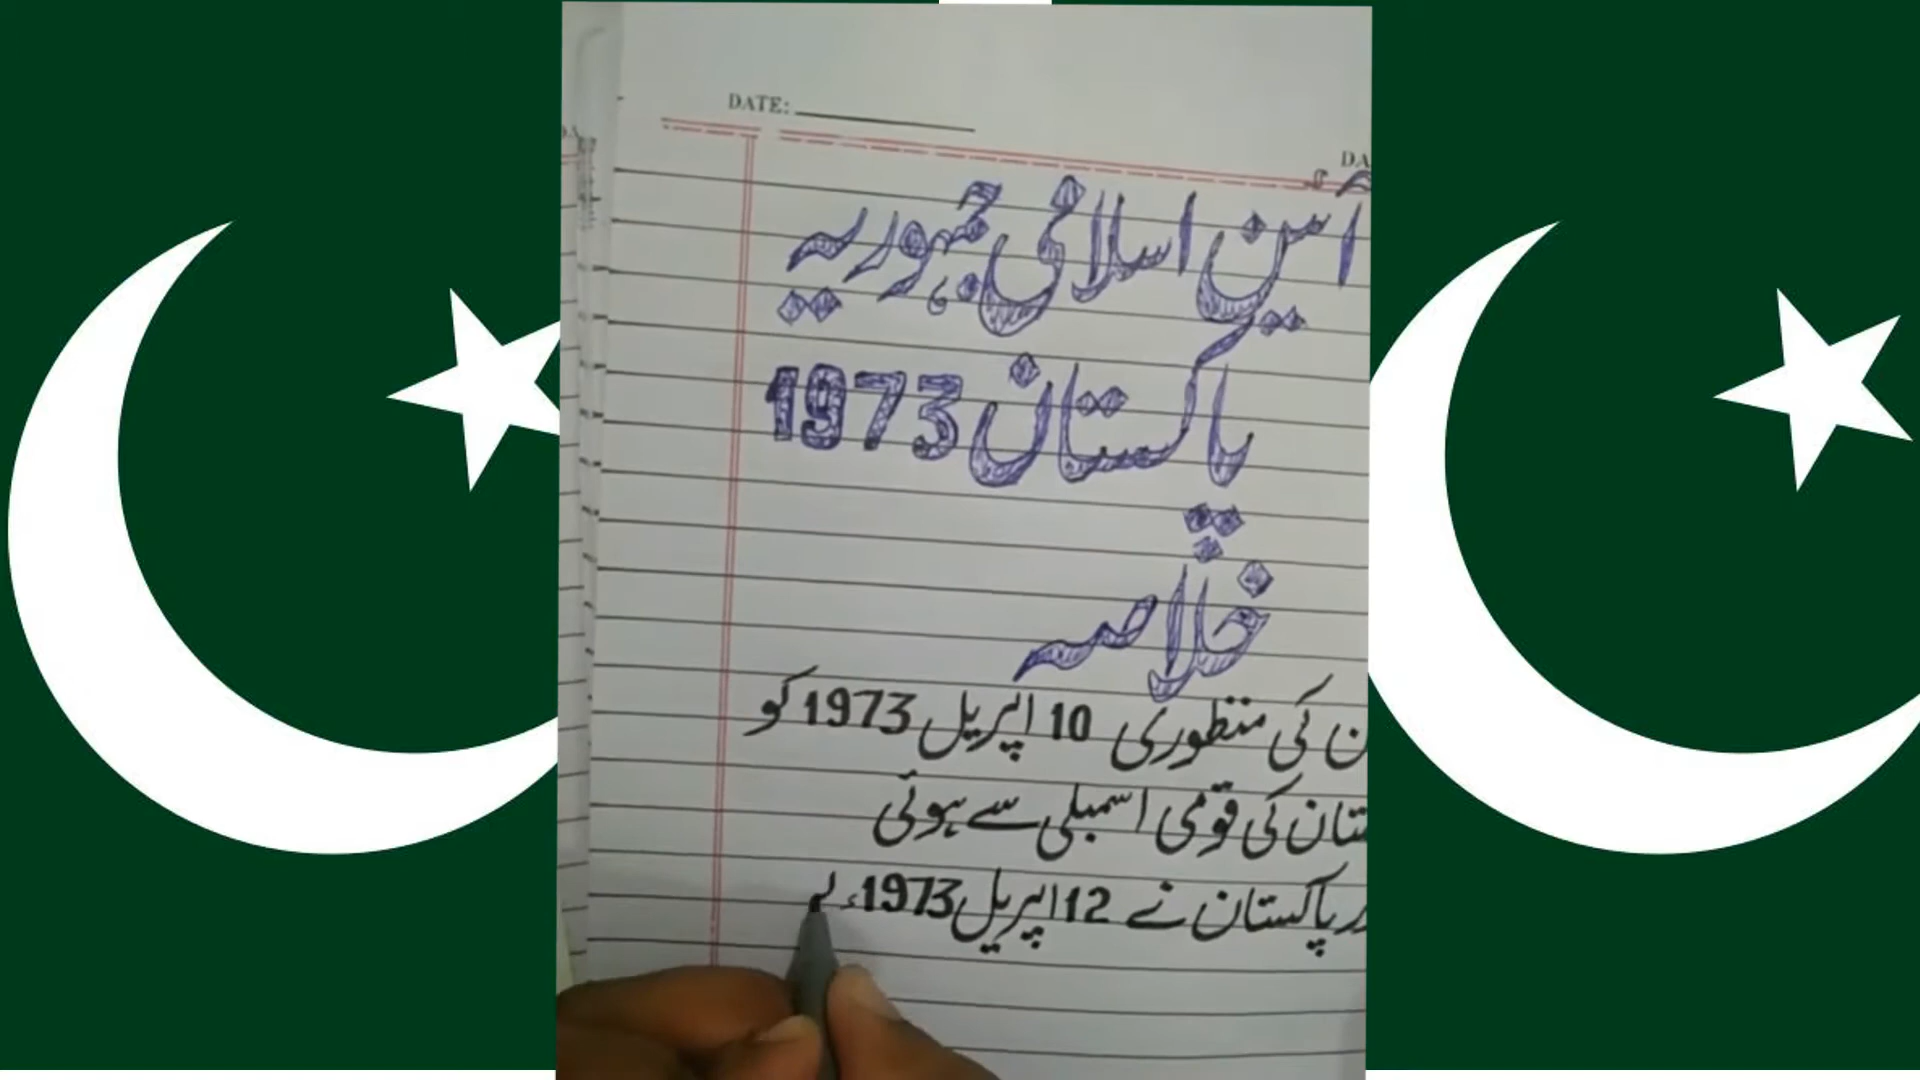 DATE:
DA
آئین اسلامی جمہوریہ
پاکستان 1973
خلاصہ
ن کی منظوری 10 اپریل 1973 کو
ستان کی قومی اسمبلی سے ہوئی
ر پاکستان نے 12 اپریل 1973ء